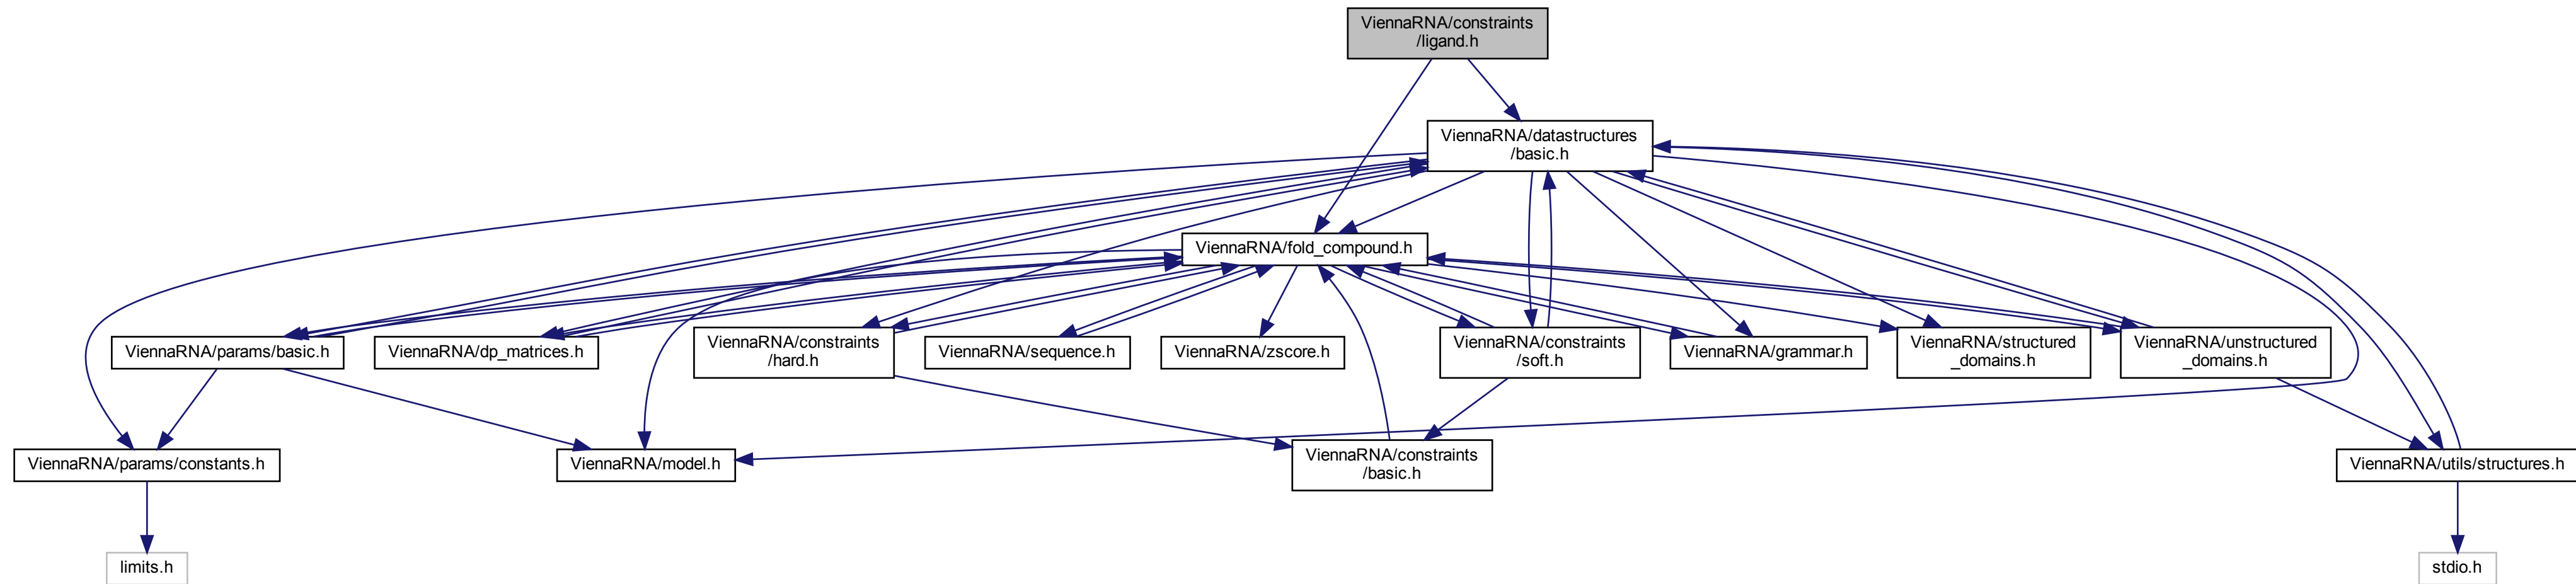 ViennaRNA/constraints
/ligand.h
ViennaRNA/datastructures
/basic.h
ViennaRNA/fold_compound.h
ViennaRNA/params/basic.h
ViennaRNA/dp_matrices.h
ViennaRNA/constraints
/hard.h
ViennaRNA/sequence.h
ViennaRNA/zscore.h
ViennaRNA/constraints
/soft.h
ViennaRNA/grammar.h
ViennaRNA/structured
_domains.h
ViennaRNA/unstructured
_domains.h
ViennaRNA/params/constants.h
ViennaRNA/model.h
ViennaRNA/constraints
/basic.h
ViennaRNA/utils/structures.h
limits.h
stdio.h